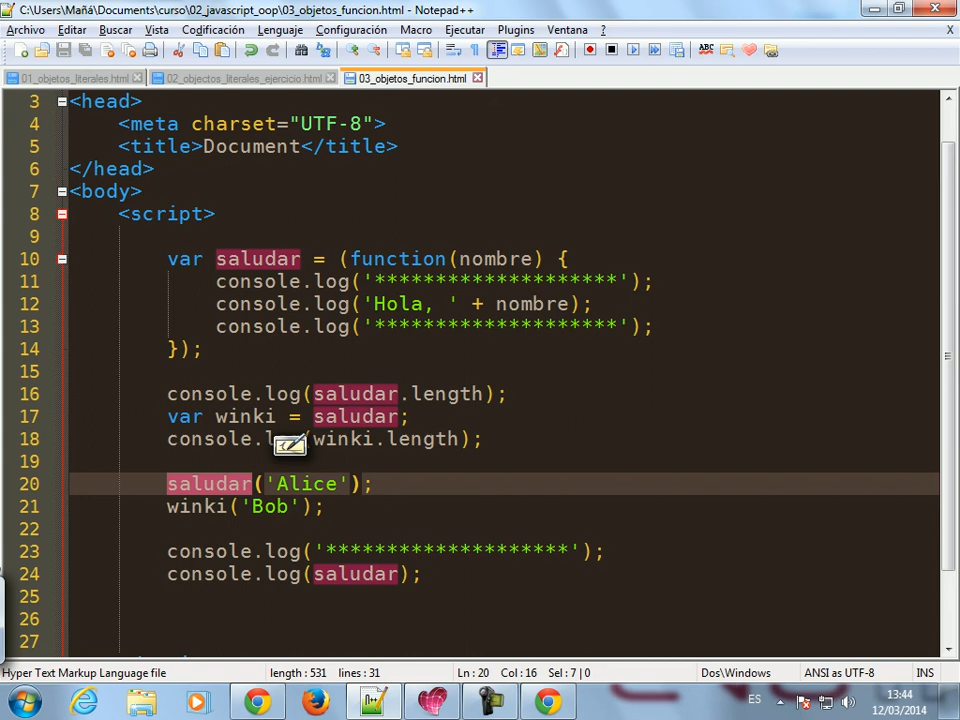 C:\Users\Mañá\Documents\curso\02_javascript_oop\03_objetos_funcion.html - Notepad++
Archivo Editar Buscar Vista Codificación Lenguaje Configuración Macro Ejecutar Plugins Ventana ? X
01_objetos_literales.html 02_objectos_literales_ejercicio.html 03_objetos_funcion.html
3 <head>
4 <meta charset="UTF-8">
5 <title>Document</title>
6 </head>
7 <body>
8 <script>
9
10 var saludar = (function(nombre) {
11 console.log('********************');
12 console.log('Hola, ' + nombre);
13 console.log('********************');
14 });
15
16 console.log(saludar.length);
17 var winki = saludar;
18 console.l (winki.length);
19
20 saludar('Alice');
21 winki('Bob');
22
23 console.log('********************');
24 console.log(saludar);
25
26
27
Hyper Text Markup Language file length : 531 lines : 31 Ln : 20 Col : 16 Sel : 7 | 0 Dos\Windows ANSI as UTF-8 INS
ES 13:44
12/03/2014